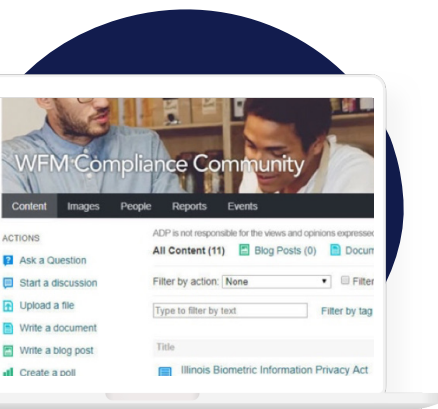 WFM Compliance Community
Content Images People Reports Events
ACTIONS
Ask a Question
Start a discussion
Upload a file
Write a document
Write a blog post
Create a poll
ADP is not responsible for the views and opinions expressed
All Content (11) Blog Posts (0) Docum
Filter by action: None Filter
Type to filter by text Filter by tag
Title
Illinois Biometric Information Privacy Act